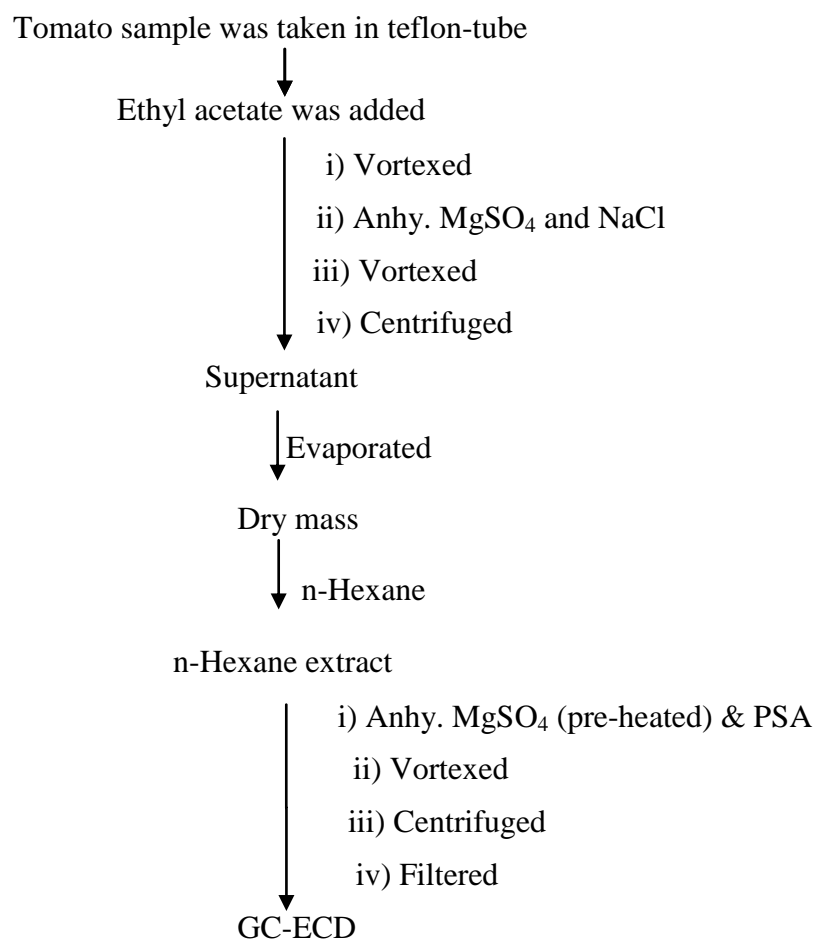 Tomato sample was taken in teflon-tube
Ethyl acetate was added
i) Vortexed
ii) Anhy. MgSO₄ and NaCl
iii) Vortexed
iv) Centrifuged
Supernatant
Evaporated
Dry mass
n-Hexane
n-Hexane extract
i) Anhy. MgSO₄ (pre-heated) & PSA
ii) Vortexed
iii) Centrifuged
iv) Filtered
GC-ECD